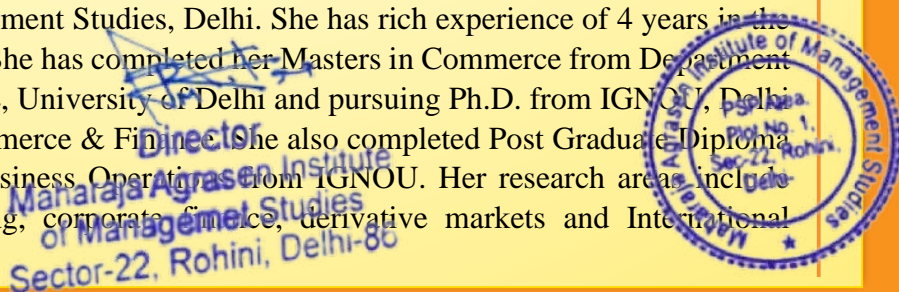 ment Studies, Delhi. She has rich experience of 4 years in the
She has completed her Masters in Commerce from Department
, University of Delhi and pursuing Ph.D. from IGNOU, Delhi
merce & Finance. She also completed Post Graduate Diploma
siness Operations from IGNOU. Her research areas include
g, corporate finance, derivative markets and International
Director
Maharaja Agrasen Institute
of Managemet Studies
Sector-22, Rohini, Delhi-86
Maharaja Agrasen Institute of Management Studies
PSP Area,
Plot No. 1,
Sec-22, Rohini,
Delhi-